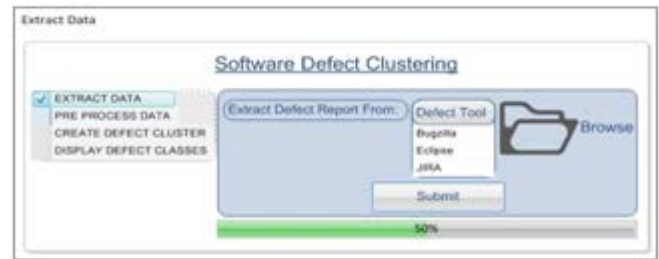 Extract Data
Software Defect Clustering
EXTRACT DATA
PRE PROCESS DATA
CREATE DEFECT CLUSTER
DISPLAY DEFECT CLASSES
Extract Defect Report From:
Defect Tool
Bugzilla
Eclipse
JIRA
Browse
Submit
50%